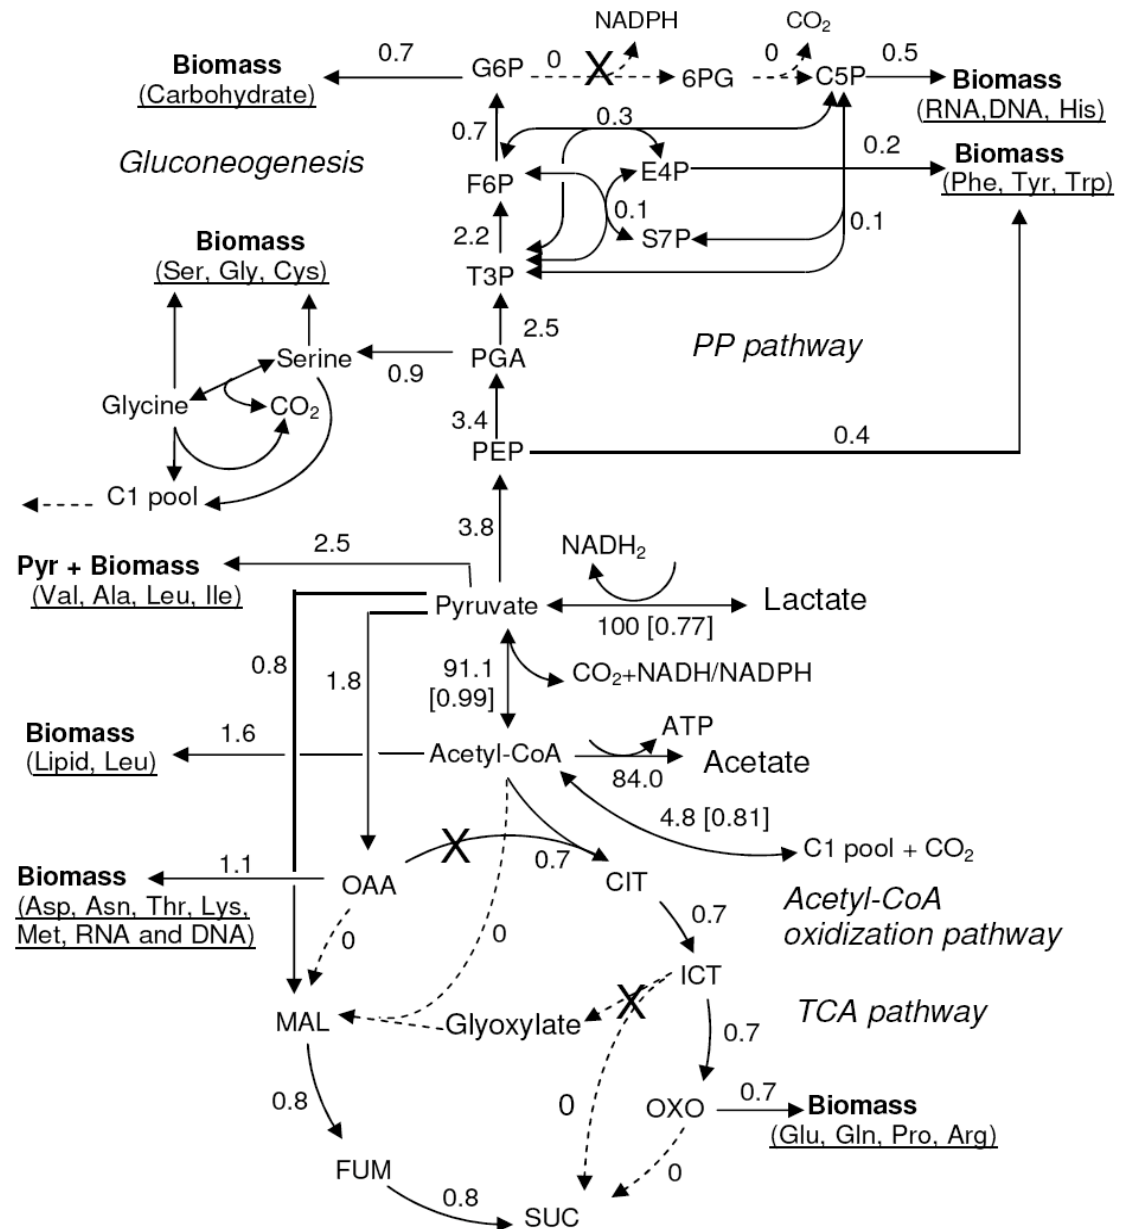 NADPH
CO₂
Biomass
(Carbohydrate)
0.7
G6P
0
X
6PG
0
C5P
0.5
Biomass
(RNA,DNA, His)
Gluconeogenesis
0.7
0.3
0.2
F6P
E4P
Biomass
(Phe, Tyr, Trp)
0.1
S7P
0.1
2.2
T3P
Biomass
(Ser, Gly, Cys)
2.5
PP pathway
Serine
0.9
PGA
Glycine
CO₂
3.4
PEP
0.4
C1 pool
3.8
2.5
Pyr + Biomass
(Val, Ala, Leu, Ile)
NADH₂
Pyruvate
Lactate
100 [0.77]
0.8
1.8
91.1
[0.99]
CO₂+NADH/NADPH
Biomass
(Lipid, Leu)
1.6
Acetyl-CoA
ATP
84.0
Acetate
4.8 [0.81]
C1 pool + CO₂
X
0.7
CIT
Biomass
(Asp, Asn, Thr, Lys,
Met, RNA and DNA)
1.1
OAA
0
0
0.7
Acetyl-CoA
oxidization pathway
ICT
X
TCA pathway
MAL
Glyoxylate
0.7
0.8
0
OXO
0.7
Biomass
(Glu, Gln, Pro, Arg)
0
FUM
0.8
SUC